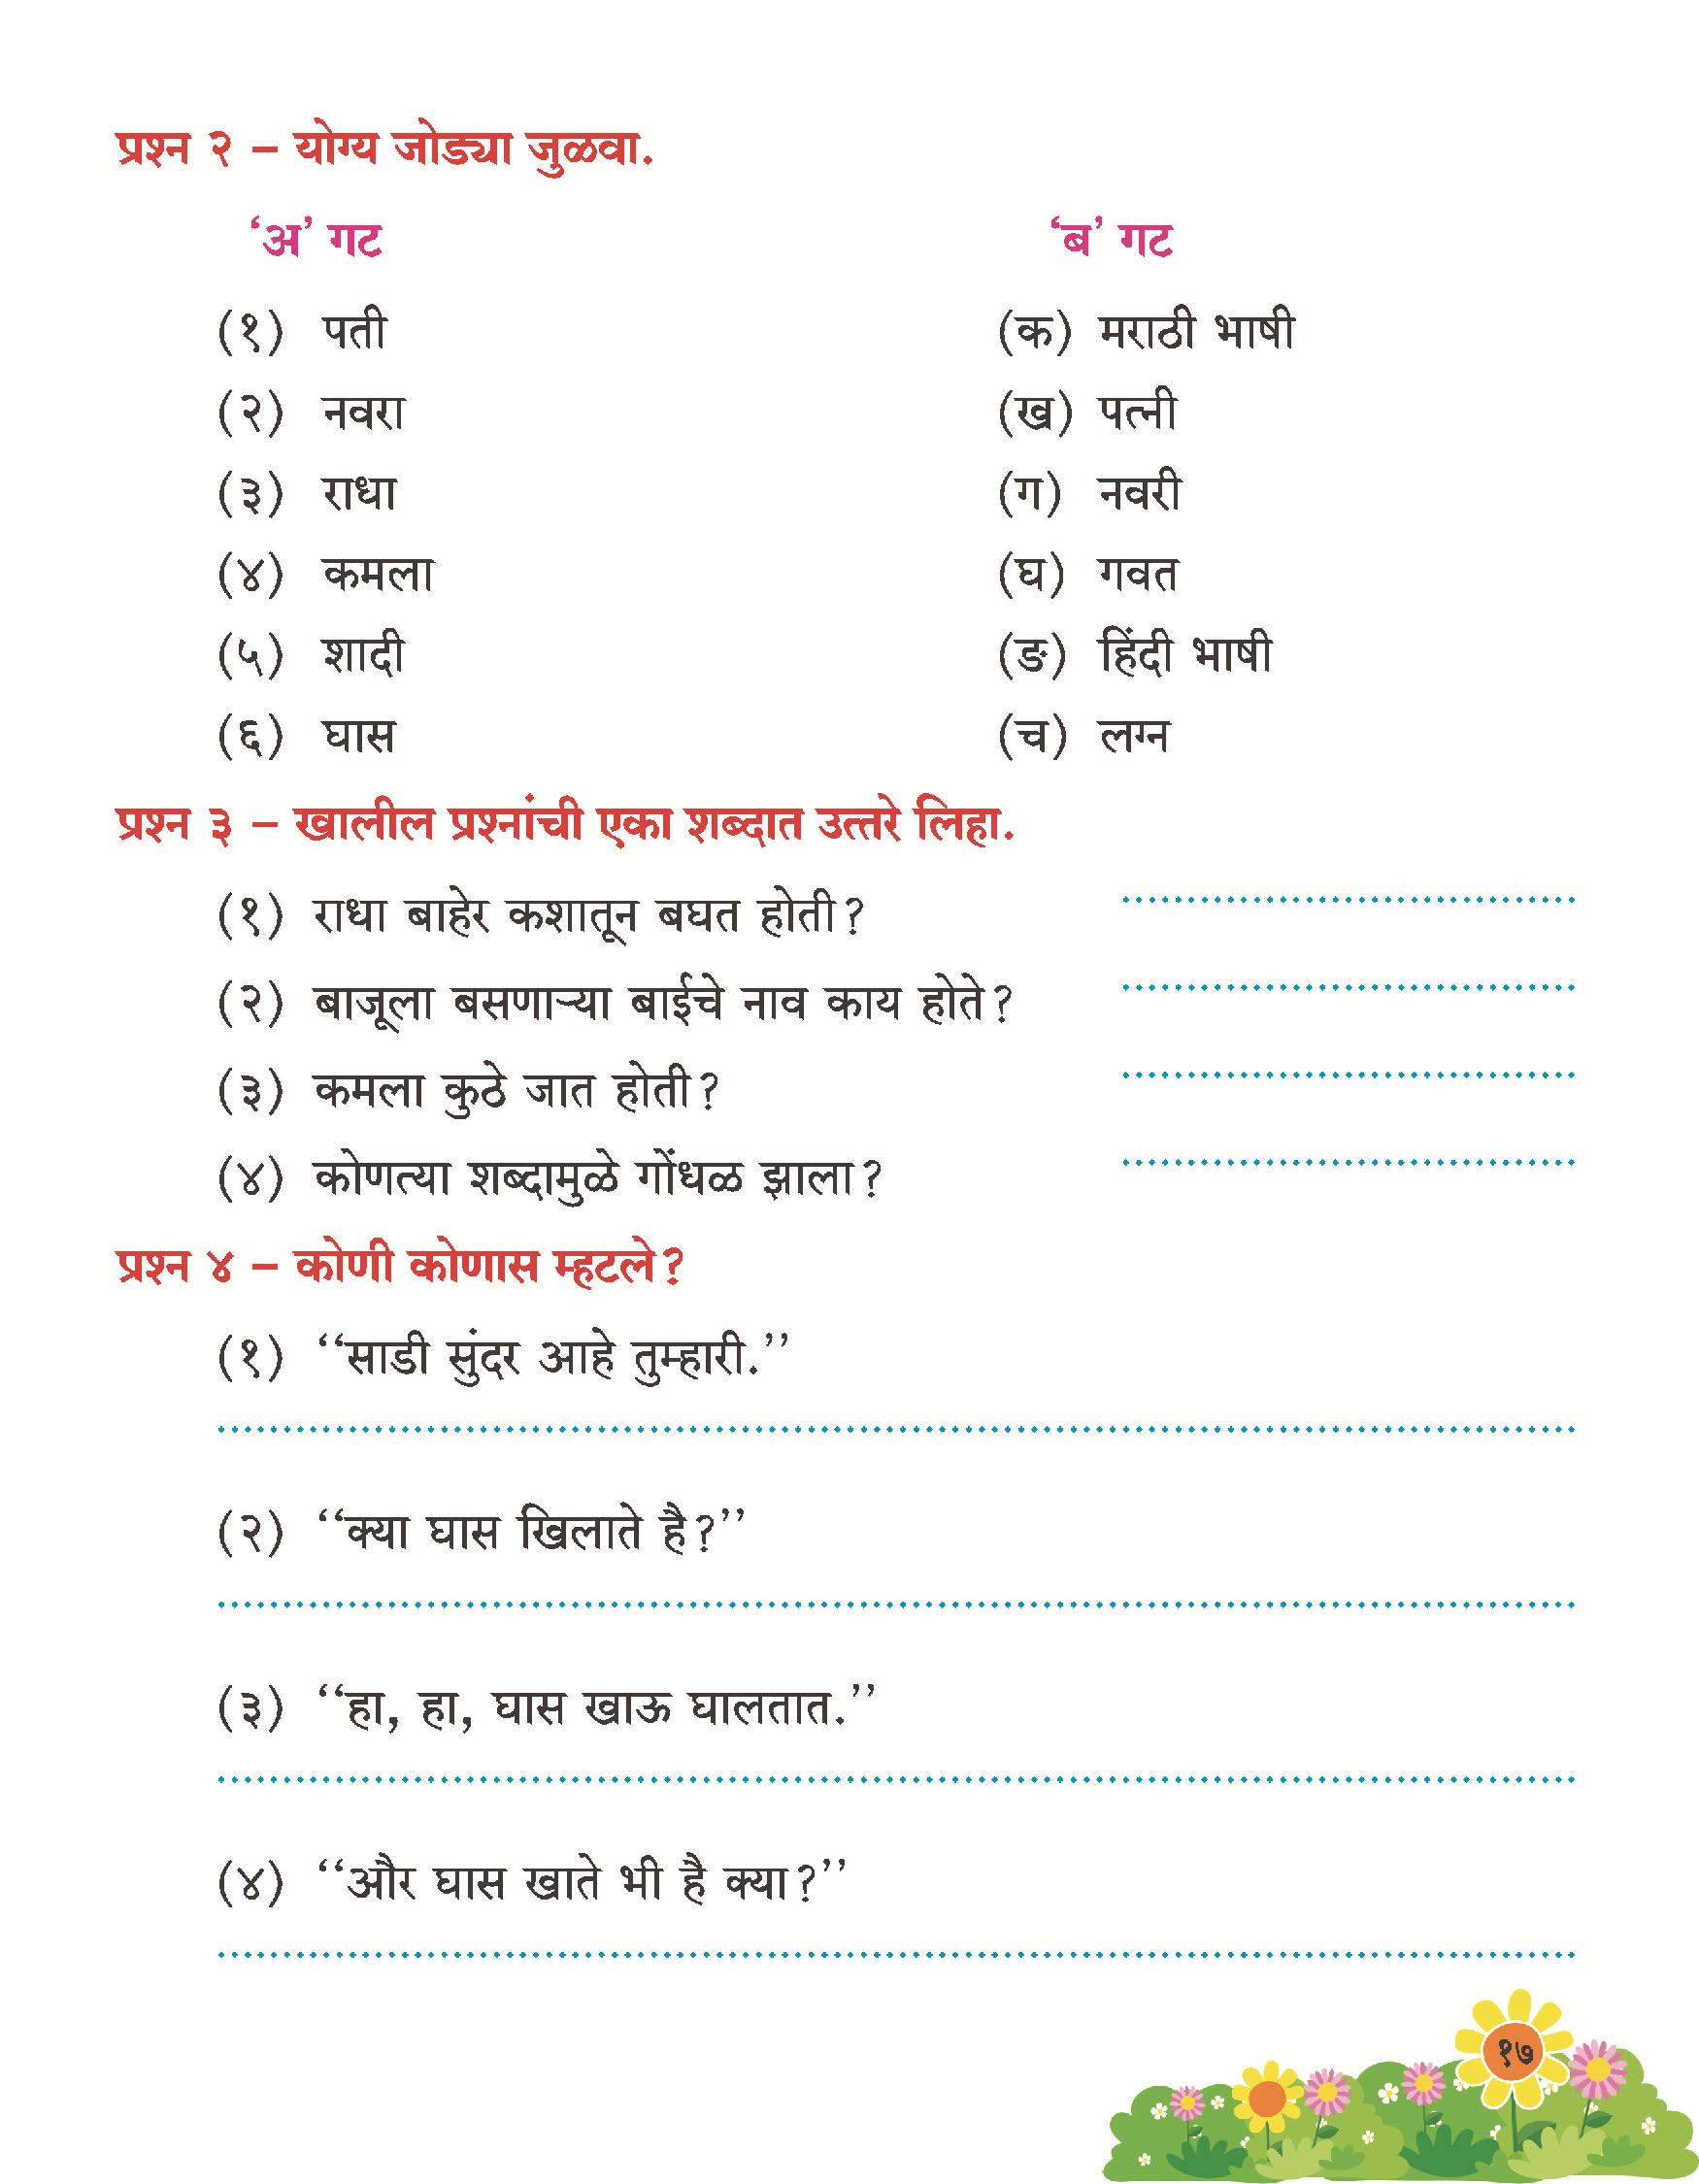 प्रश्न २ – योग्य जोड्या जुळवा.
‘अ’ गट ‘ब’ गट
(१) पती (क) मराठी भाषी
(२) नवरा (ख) पत्नी
(३) राधा (ग) नवरी
(४) कमला (घ) गवत
(५) शादी (ङ) हिंदी भाषी
(६) घास (च) लग्न
प्रश्न ३ – खालील प्रश्नांची एका शब्दात उत्तरे लिहा.
(१) राधा बाहेर कशातून बघत होती?
(२) बाजूला बसणाऱ्या बाईचे नाव काय होते?
(३) कमला कुठे जात होती?
(४) कोणत्या शब्दामुळे गोंधळ झाला?
प्रश्न ४ – कोणी कोणास म्हटले?
(१) ‘‘साडी सुंदर आहे तुम्हारी.’’
(२) ‘‘क्या घास खिलाते है?’’
(३) ‘‘हा, हा, घास खाऊ घालतात.’’
(४) ‘‘और घास खाते भी है क्या?’’
१७